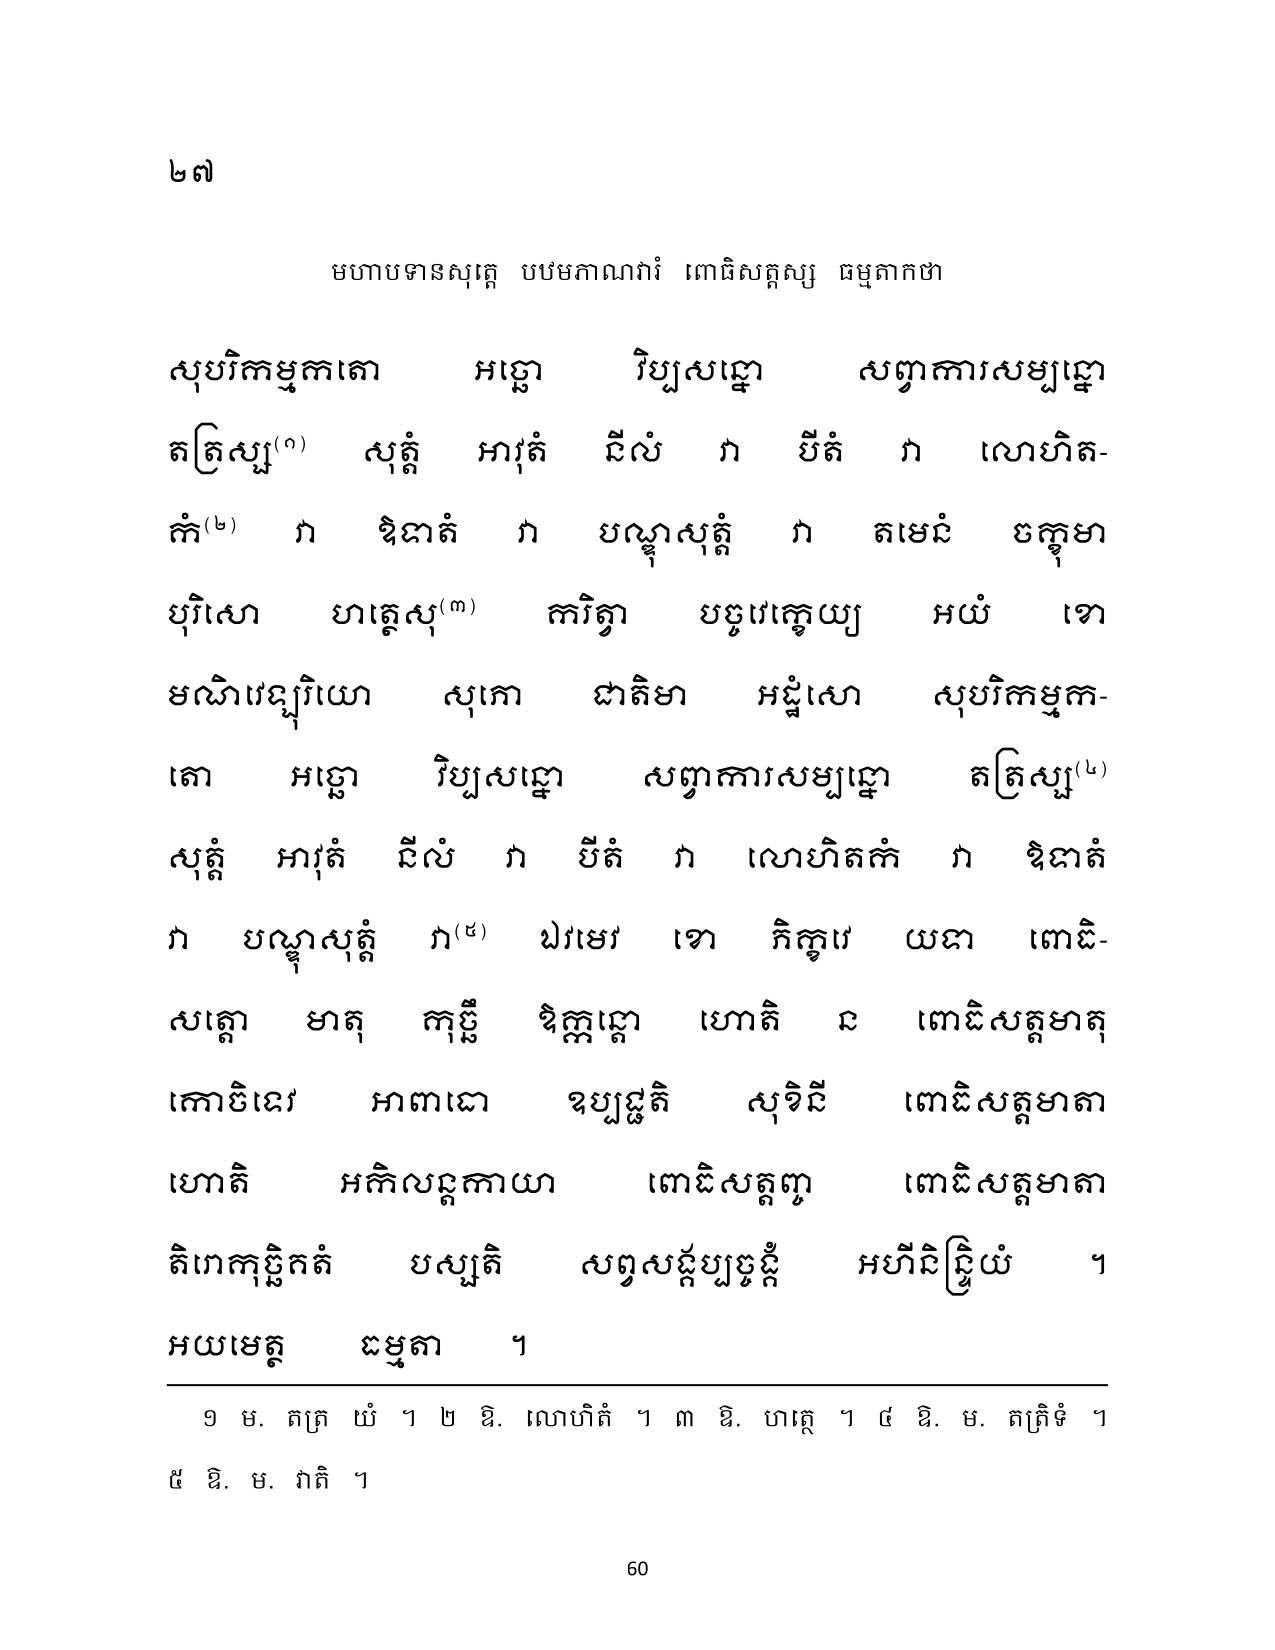 ២៧
មហាបទានសុត្តេ បឋមភាណវារំ ពោធិសត្តស្ស ធម្មតាកថា
សុបរិកម្មកតោ អច្ឆោ វិប្បសន្នោ សព្វាការសម្បន្នោ
តត្រស្ស(១) សុត្តំ អាវុតំ នីលំ វា បីតំ វា លោហិត-
កំ(២) វា ឱទាតំ វា បណ្ឌុសុត្តំ វា តមេនំ ចក្ខុមា
បុរិសោ ហត្ថេសុ(៣) ករិត្វា បច្ចវេក្ខេយ្យ អយំ ខោ
មណិវេឡុរិយោ សុភោ ជាតិមា អដ្ឋំសោ សុបរិកម្មក-
តោ អច្ឆោ វិប្បសន្នោ សព្វាការសម្បន្នោ តត្រស្ស(៤)
សុត្តំ អាវុតំ នីលំ វា បីតំ វា លោហិតកំ វា ឱទាតំ
វា បណ្ឌុសុត្តំ វា(៥) ឯវមេវ ខោ ភិក្ខវេ យទា ពោធិ-
សត្តោ មាតុ កុច្ឆឹ ឱក្កន្តោ ហោតិ ន ពោធិសត្តមាតុ
កោចិទេវ អាពាធោ ឧប្បជ្ជតិ សុខិនី ពោធិសត្តមាតា
ហោតិ អកិលន្តកាយា ពោធិសត្តញ្ច ពោធិសត្តមាតា
តិរោកុច្ឆិគតំ បស្សតិ សព្វសង្គប្បច្ចង្គំ អហីនិន្ទ្រិយំ ។
អយមេត្ថ ធម្មតា ។
១ ម. តត្រ យំ ។ ២ ឱ. លោហិតំ ។ ៣ ឱ. ហត្ថេ ។ ៤ ឱ. ម. តត្រិទំ ។
៥ ឱ. ម. វាតិ ។
60